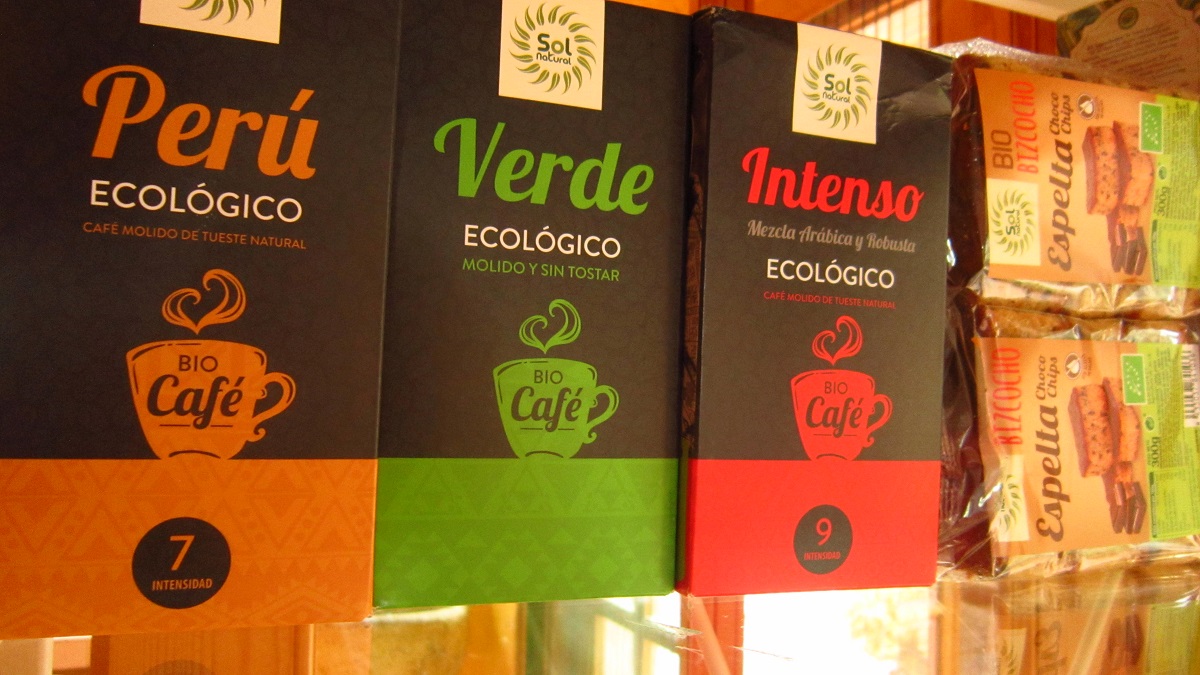 Perú
ECOLÓGICO
CAFÉ MOLIDO DE TUESTE NATURAL
BIO
Café
7
INTENSIDAD
Sol
Natural
Verde
ECOLÓGICO
MOLIDO Y SIN TOSTAR
BIO
Café
Sol
Natural
Intenso
Mezcla Arábica y Robusta
ECOLÓGICO
CAFÉ MOLIDO DE TUESTE NATURAL
BIO
Café
9
INTENSIDAD
BIO
BIZCOCHO
Espelta
Choco
Chips
300g
BIZCOCHO
Espelta
Choco
Chips
300g